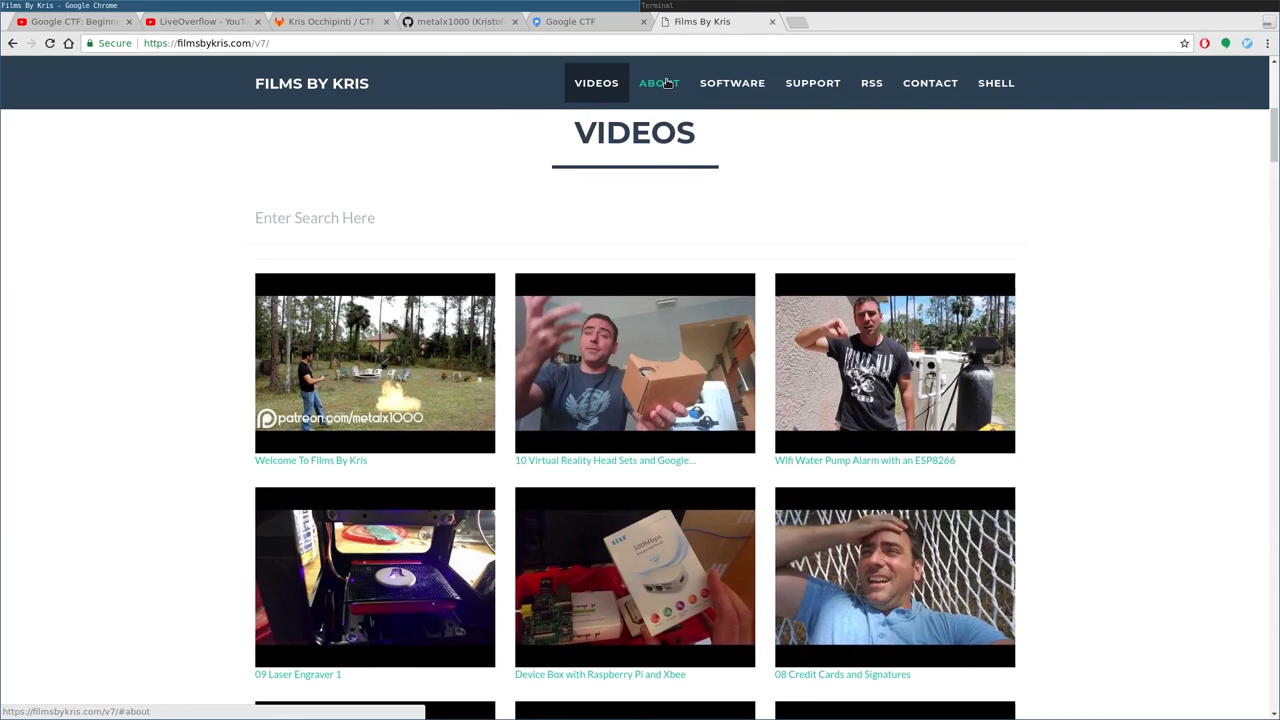 Films By Kris - Google Chrome
Terminal
Google CTF: Beginn
LiveOverflow - YouT
Kris Occhipinti / CTF
metalx1000 (Kristof
Google CTF
Films By Kris
Secure
https://filmsbykris.com/v7/
FILMS BY KRIS
VIDEOS
ABOUT
SOFTWARE
SUPPORT
RSS
CONTACT
SHELL
VIDEOS
Enter Search Here
patreon.com/metalx1000
Welcome To Films By Kris
10 Virtual Reality Head Sets and Google...
Wifi Water Pump Alarm with an ESP8266
300Mbps
09 Laser Engraver 1
Device Box with Raspberry Pi and Xbee
08 Credit Cards and Signatures
https://filmsbykris.com/v7/#about